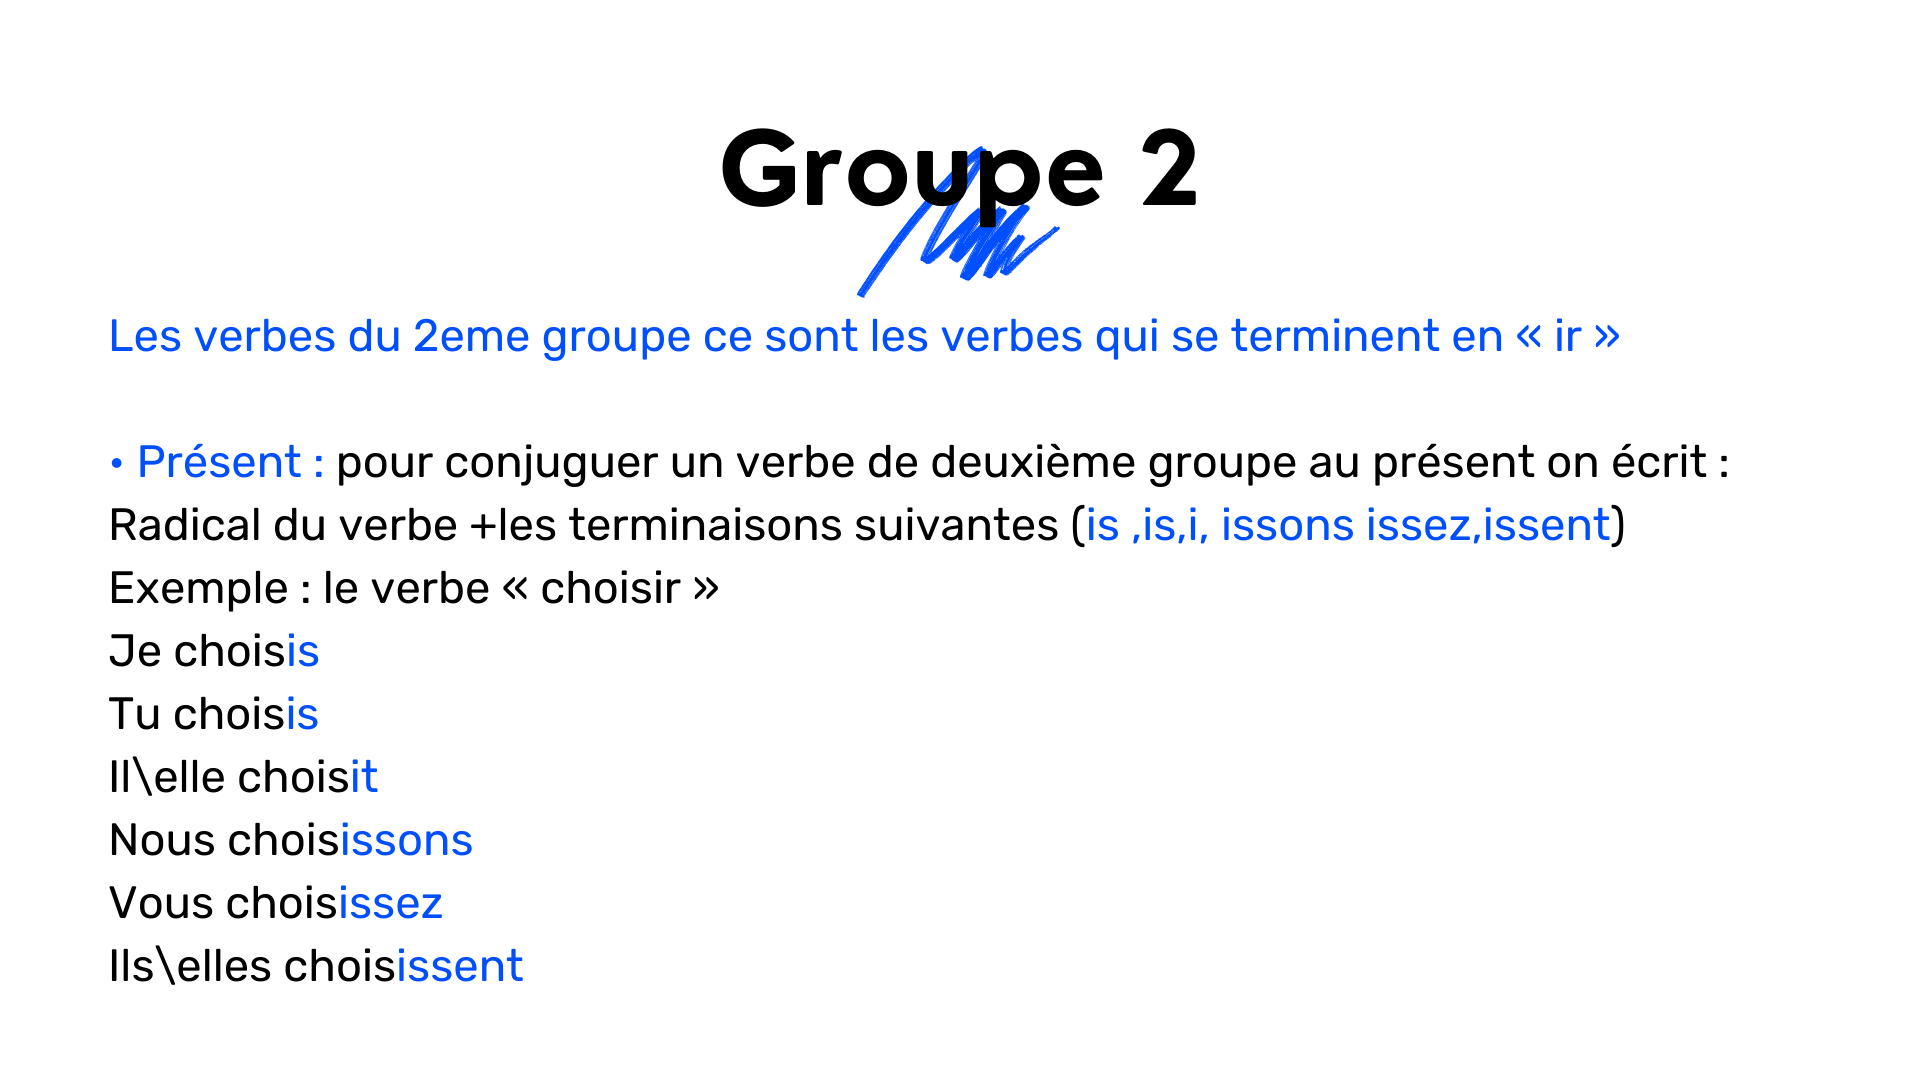 Groupe 2
Les verbes du 2eme groupe ce sont les verbes qui se terminent en « ir »
• Présent : pour conjuguer un verbe de deuxième groupe au présent on écrit :
Radical du verbe +les terminaisons suivantes (is ,is,i, issons issez,issent)
Exemple : le verbe « choisir »
Je choisis
Tu choisis
Il\elle choisit
Nous choisissons
Vous choisissez
Ils\elles choisissent